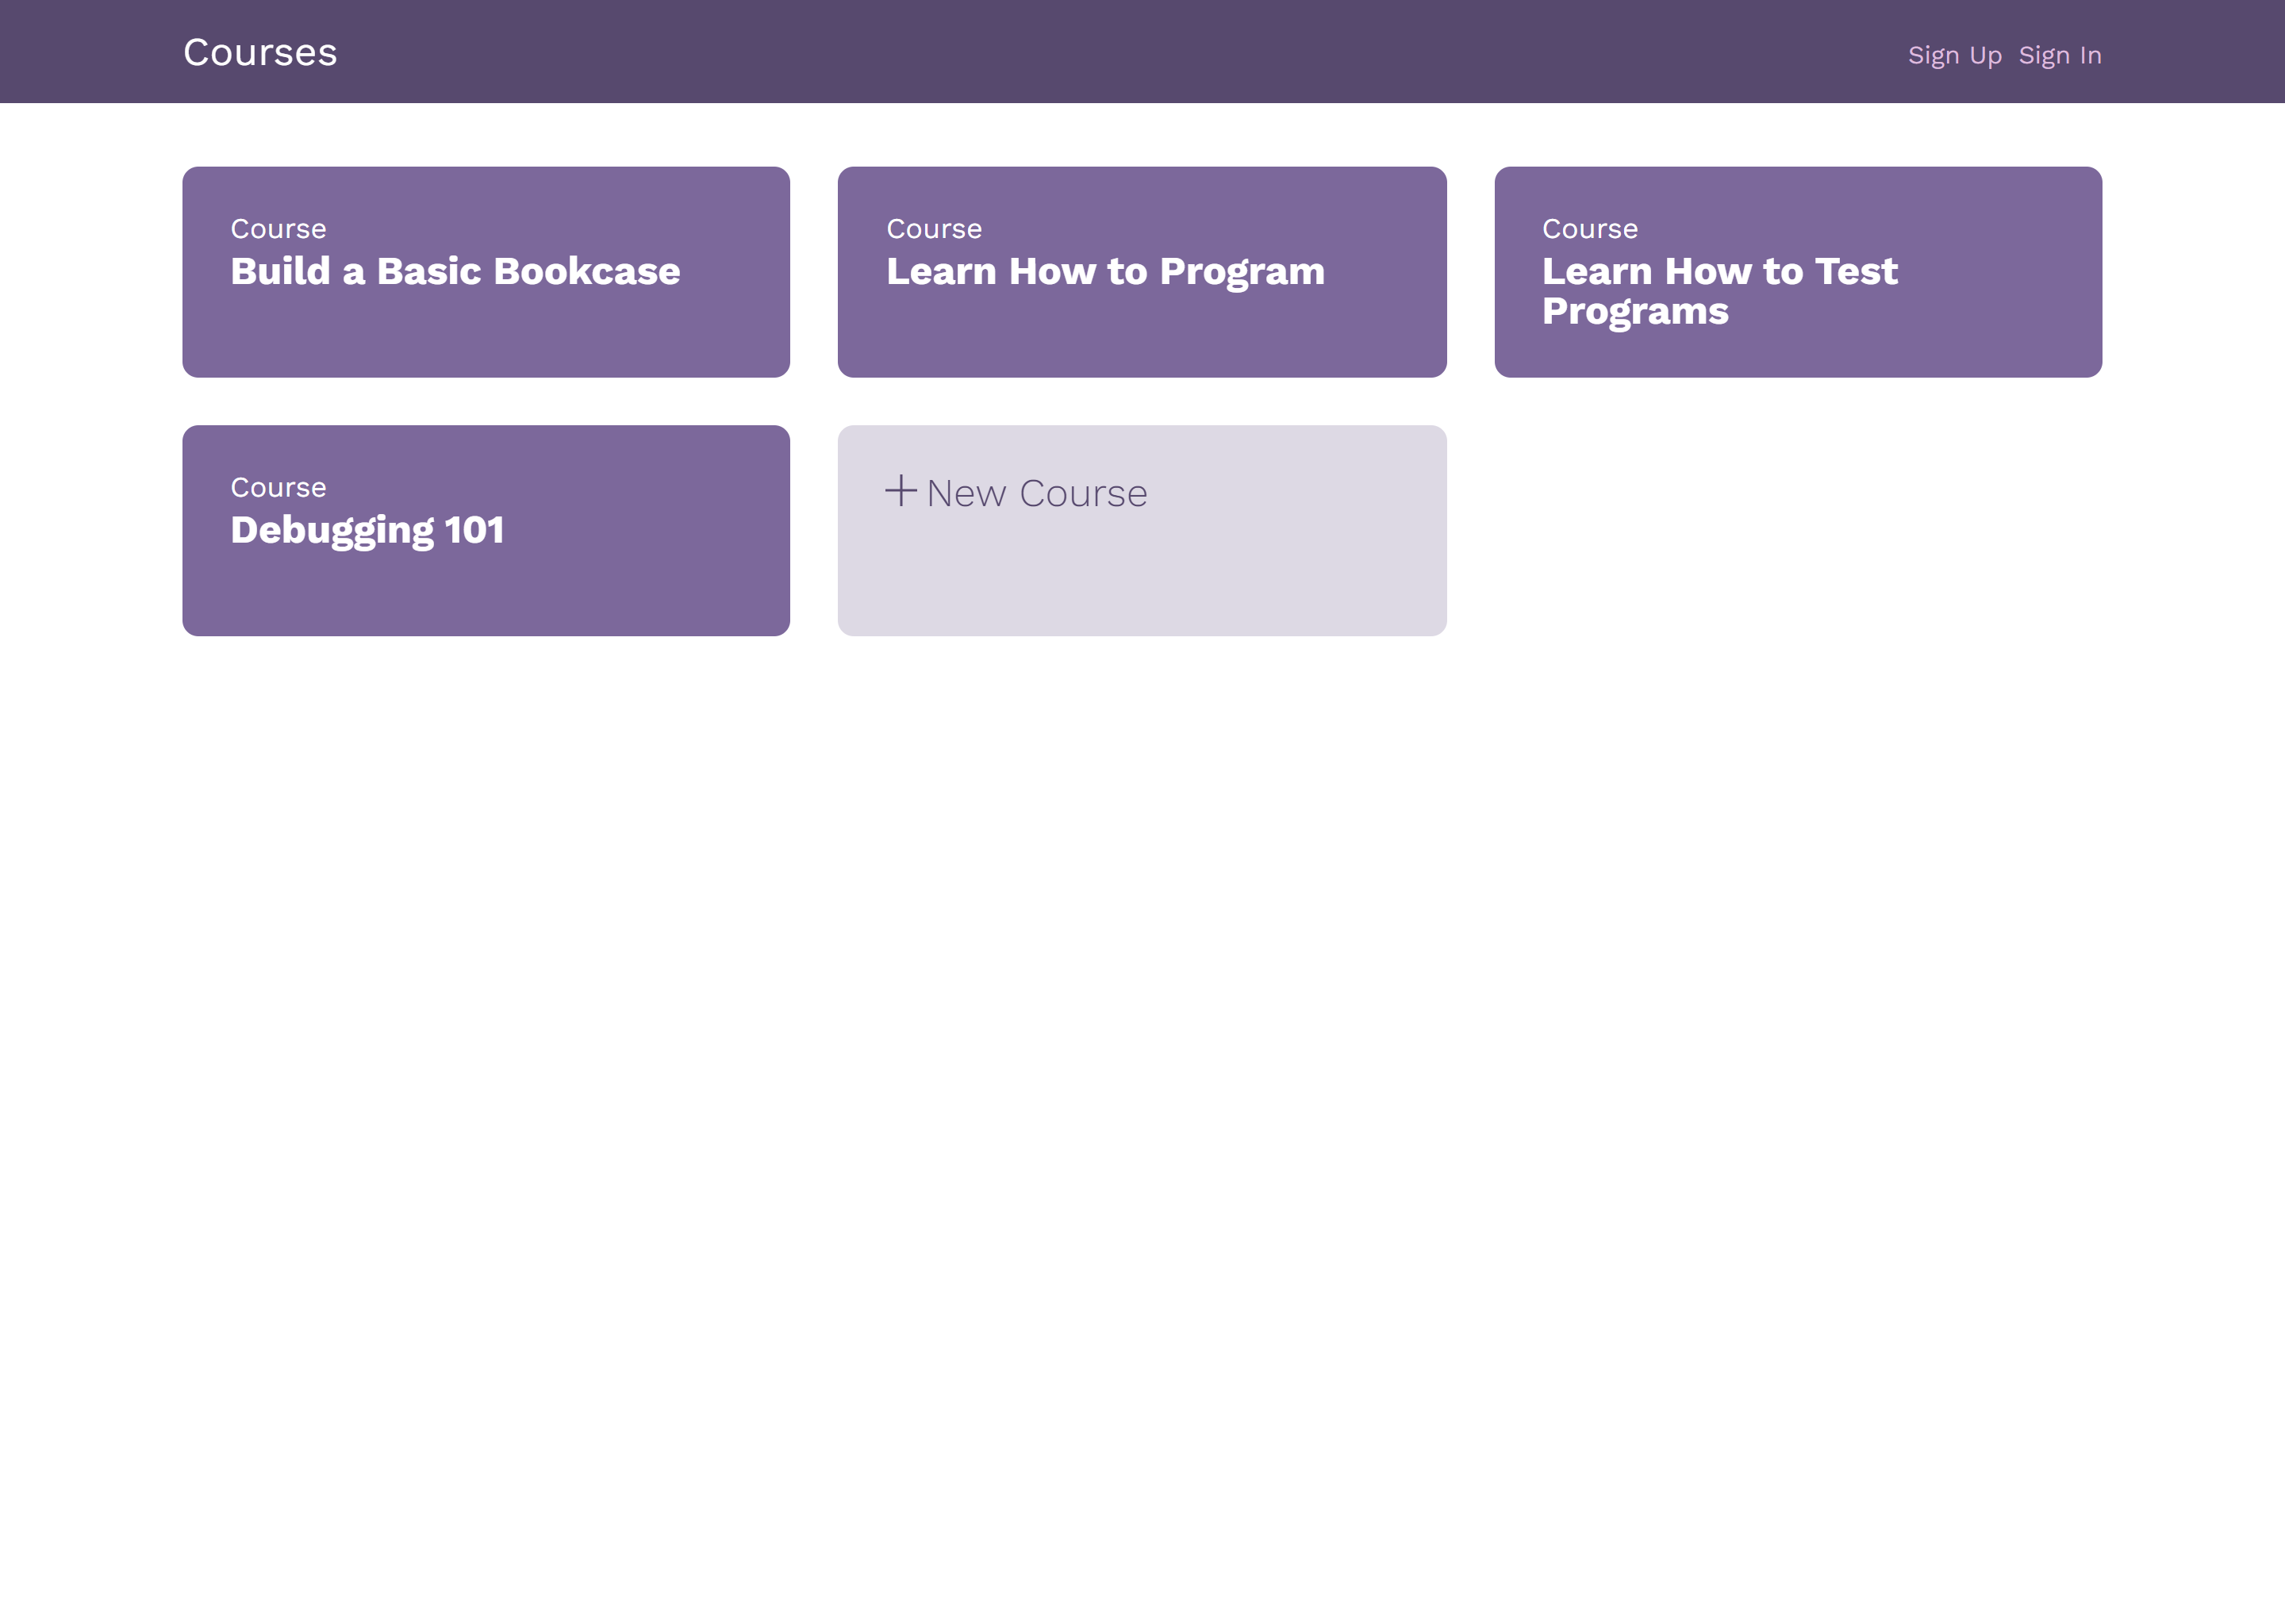 Courses
Sign Up Sign In
Course
Build a Basic Bookcase
Course
Learn How to Program
Course
Learn How to Test
Programs
Course
Debugging 101
New Course